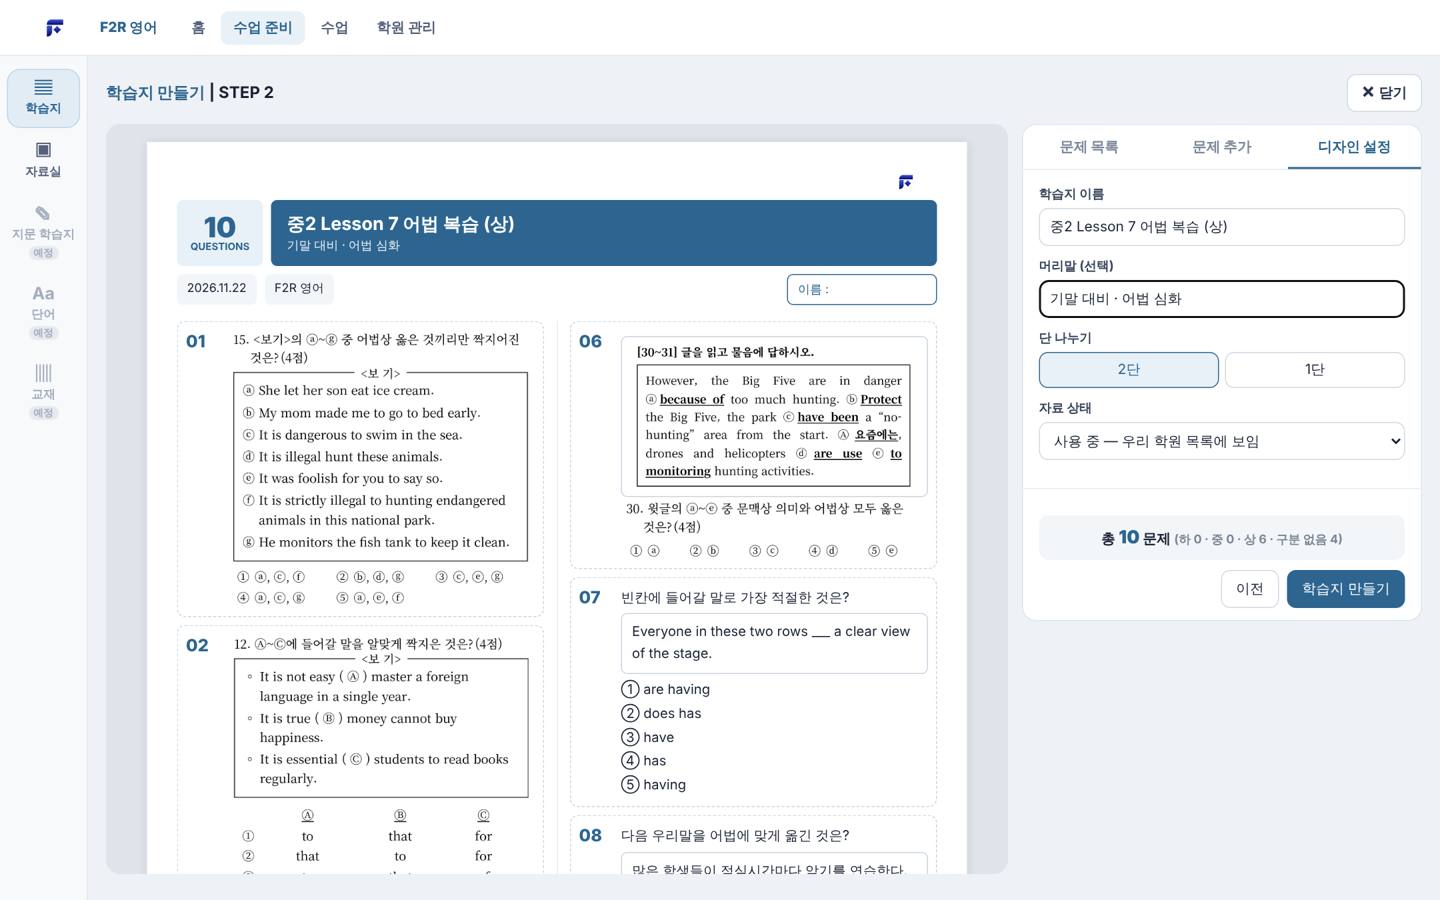 F2R 영어
홈
수업 준비
수업
학원 관리
학습지
자료실
지문 학습지
예정
Aa
단어
예정
교재
예정
학습지 만들기 | STEP 2
✕ 닫기
10
QUESTIONS
중2 Lesson 7 어법 복습 (상)
기말 대비 · 어법 심화
2026.11.22
F2R 영어
이름 :
01
15. <보기>의 ⓐ~ⓖ 중 어법상 옳은 것끼리만 짝지어진
것은? (4점)
<보 기>
ⓐ She let her son eat ice cream.
ⓑ My mom made me to go to bed early.
ⓒ It is dangerous to swim in the sea.
ⓓ It is illegal hunt these animals.
ⓔ It was foolish for you to say so.
ⓕ It is strictly illegal to hunting endangered
animals in this national park.
ⓖ He monitors the fish tank to keep it clean.
① ⓐ, ⓒ, ⓕ ② ⓑ, ⓓ, ⓖ ③ ⓒ, ⓔ, ⓖ
④ ⓐ, ⓒ, ⓖ ⑤ ⓐ, ⓔ, ⓕ
02
12. Ⓐ~Ⓒ에 들어갈 말을 알맞게 짝지은 것은? (4점)
<보 기>
◦ It is not easy ( Ⓐ ) master a foreign
language in a single year.
◦ It is true ( Ⓑ ) money cannot buy
happiness.
◦ It is essential ( Ⓒ ) students to read books
regularly.
Ⓐ Ⓑ Ⓒ
① to that for
② that to for
06
[30~31] 글을 읽고 물음에 답하시오.
However, the Big Five are in danger
ⓐ because of too much hunting. ⓑ Protect
the Big Five, the park ⓒ have been a “no-
hunting” area from the start. Ⓐ 요즘에는,
drones and helicopters ⓓ are use ⓔ to
monitoring hunting activities.
30. 윗글의 ⓐ~ⓔ 중 문맥상 의미와 어법상 모두 옳은
것은? (4점)
① ⓐ ② ⓑ ③ ⓒ ④ ⓓ ⑤ ⓔ
07
빈칸에 들어갈 말로 가장 적절한 것은?
Everyone in these two rows ___ a clear view
of the stage.
① are having
② does has
③ have
④ has
⑤ having
08
다음 우리말을 어법에 맞게 옮긴 것은?
많은 학생들이 점심시간마다 악기를 연습한다.
문제 목록
문제 추가
디자인 설정
학습지 이름
중2 Lesson 7 어법 복습 (상)
머리말 (선택)
기말 대비 · 어법 심화
단 나누기
2단
1단
자료 상태
사용 중 — 우리 학원 목록에 보임
총 10 문제 (하 0 · 중 0 · 상 6 · 구분 없음 4)
이전
학습지 만들기